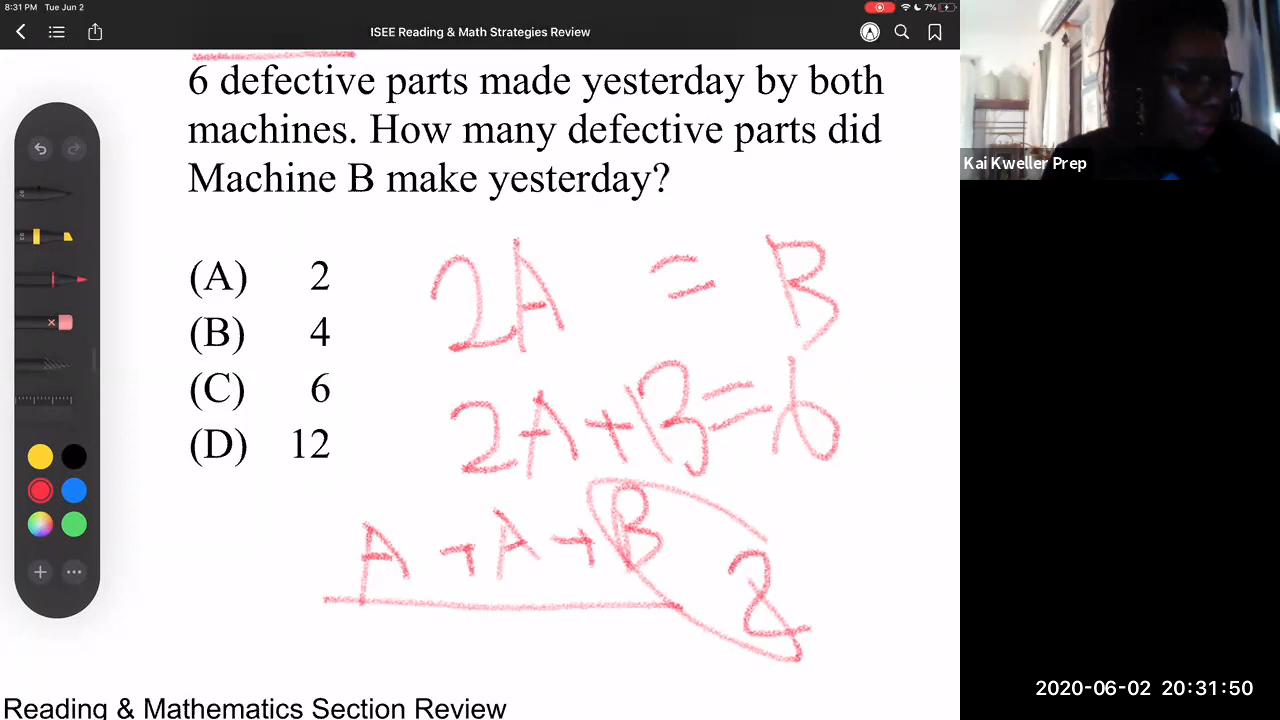 8:31 PM Tue Jun 2
7%
ISEE Reading & Math Strategies Review
6 defective parts made yesterday by both
machines. How many defective parts did
Machine B make yesterday?
(A) 2
(B) 4
(C) 6
(D) 12
2A = B
2A+B=6
A+A+B
2
Reading & Mathematics Section Review
Kai Kweller Prep
2020-06-02 20:31:50